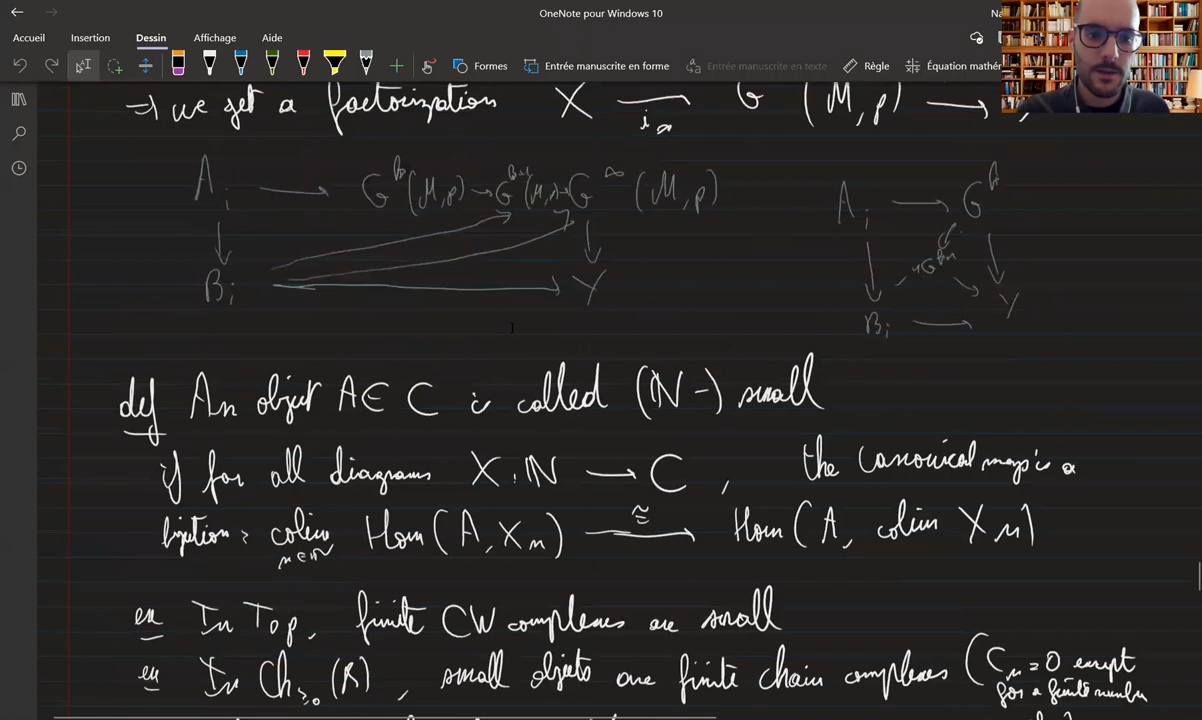 OneNote pour Windows 10
Accueil Insertion Dessin Affichage Aide
Formes Entrée manuscrite en forme Entrée manuscrite en texte Règle Équation mathém
→ we get a factorization X → G (M, p) →
i∞
A_i → G^β(M,p) → G^β+1(M,p) → G^∞ (M,p)
A_i → G^β
B_i → Y
B_i → Y
def An object A ∈ C is called (ℕ-) small
if for all diagrams X : ℕ → C , the canonical map is a
bijection : colim Hom(A, X_n) ≅→ Hom(A, colim X_n)
n∈ℕ
ex In Top, finite CW complexes are small
ex In Ch≥0 (R) , small objects are finite chain complexes (C_n = 0 except
for a finite number